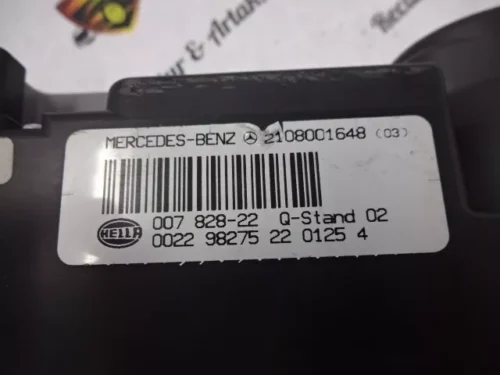 MERCEDES-BENZ 2108001648 (03)
HELLA
007 828-22 Q-Stand 02
0022 98275 22 0125 4